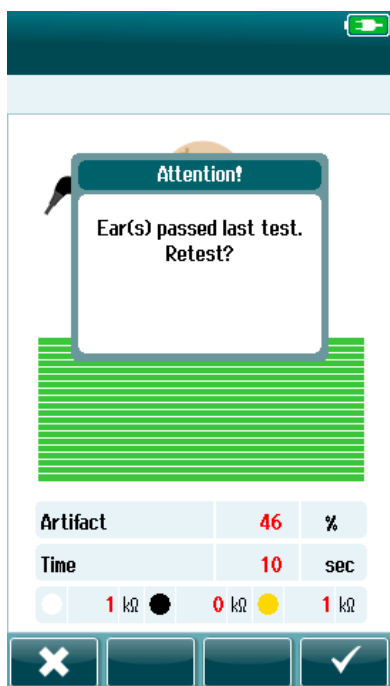 Attention!
Ear(s) passed last test.
Retest?
Artifact 46 %
Time 10 sec
1 kΩ 0 kΩ 1 kΩ